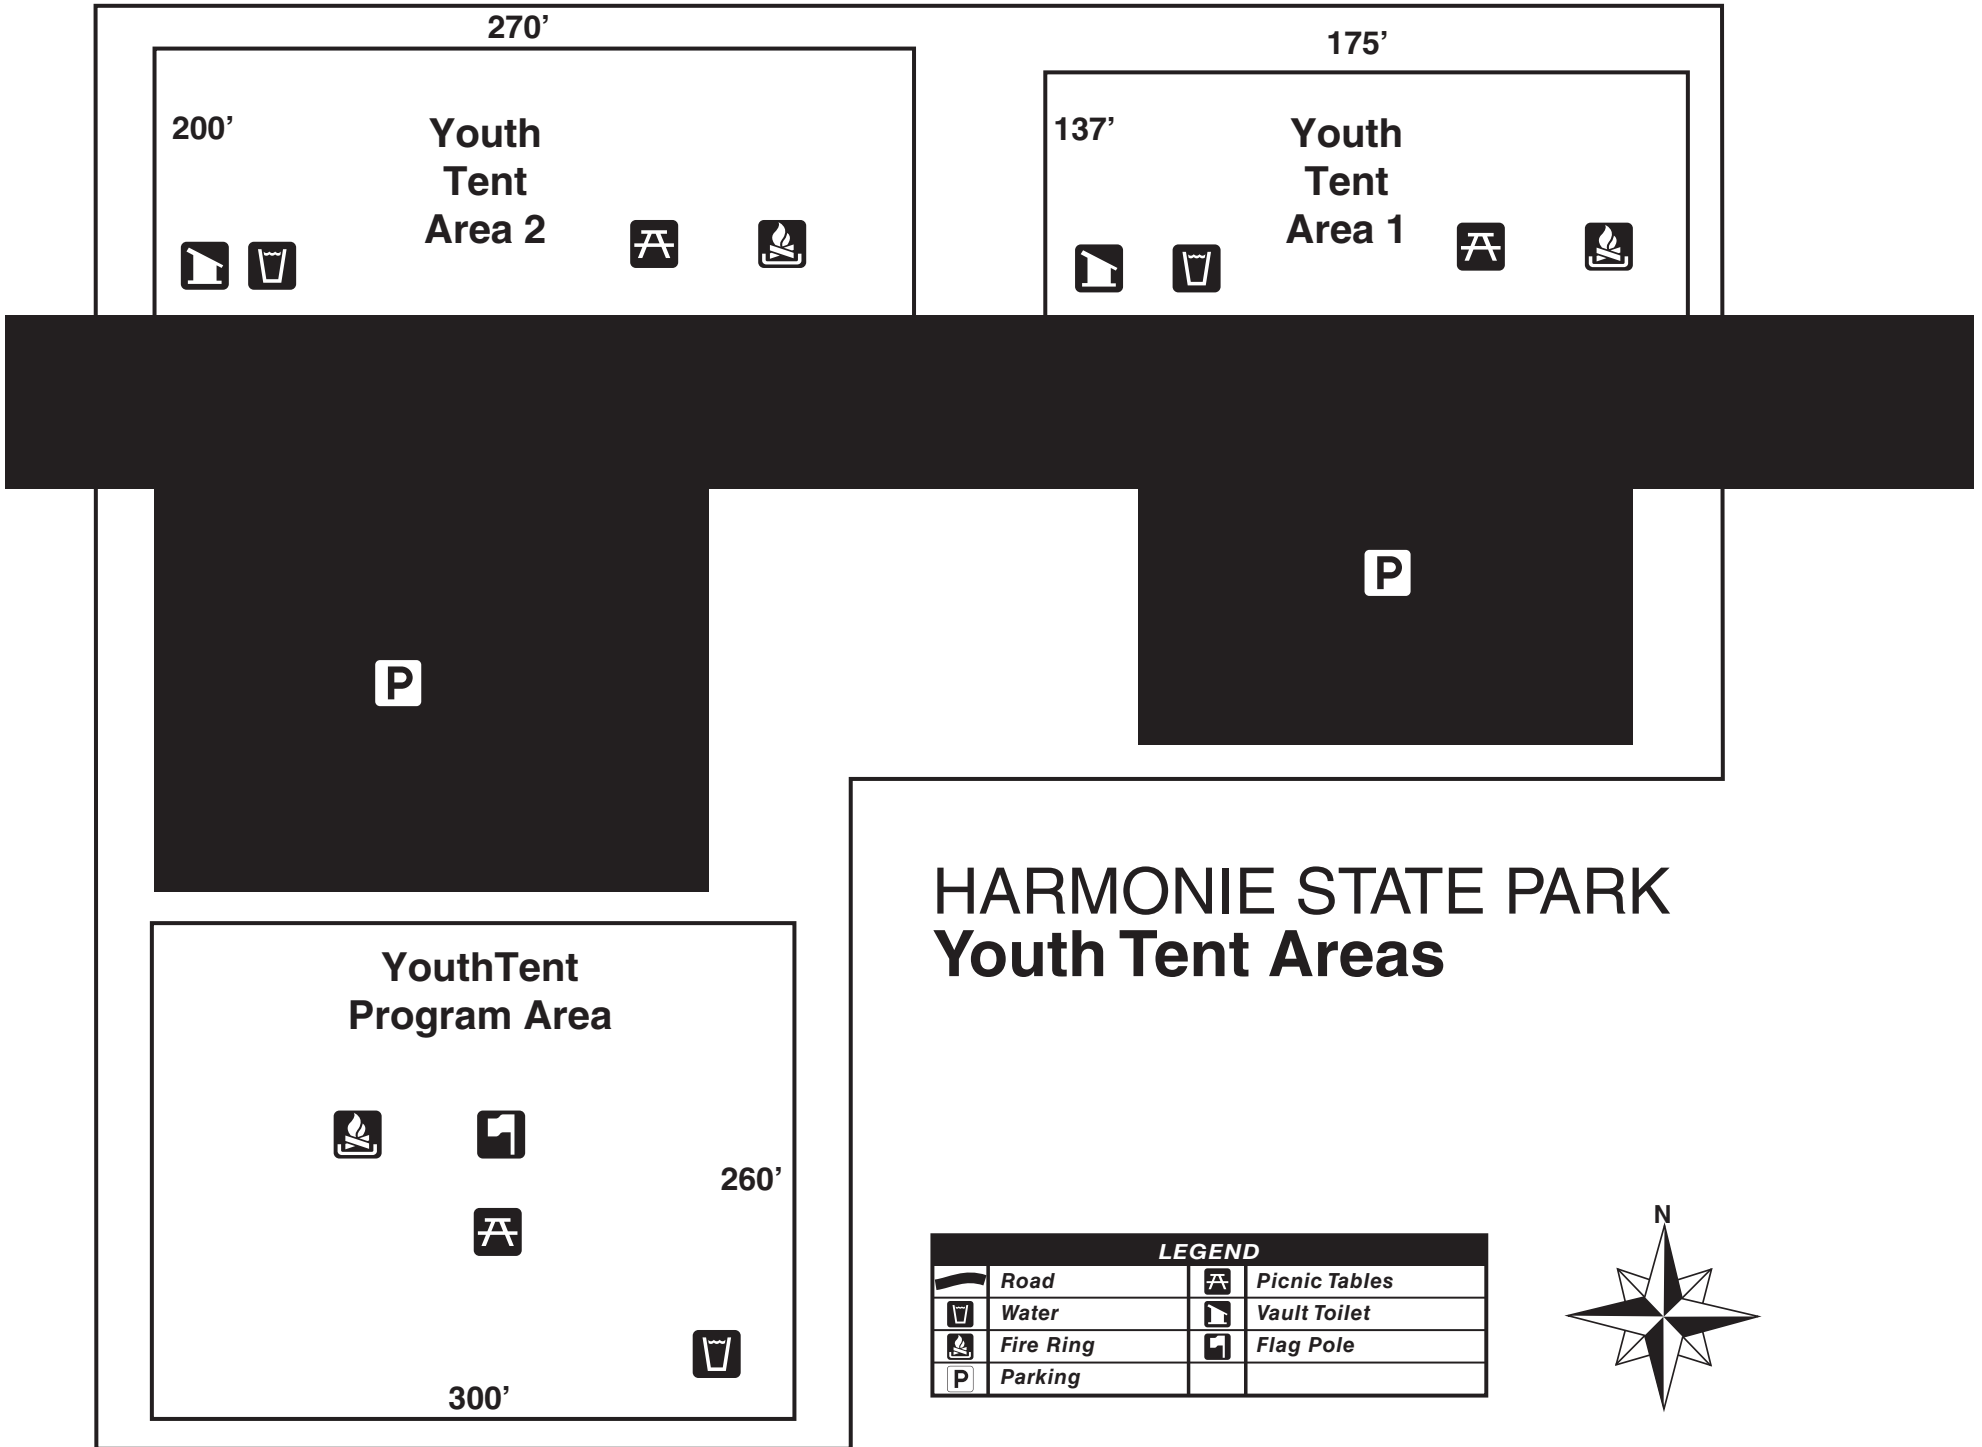 270’
175’
200’
Youth
Tent
Area 2
137’
Youth
Tent
Area 1
P
P
HARMONIE STATE PARK
Youth Tent Areas
YouthTent
Program Area
260’
300’
LEGEND
Road
Picnic Tables
Water
Vault Toilet
Fire Ring
Flag Pole
P
Parking
N